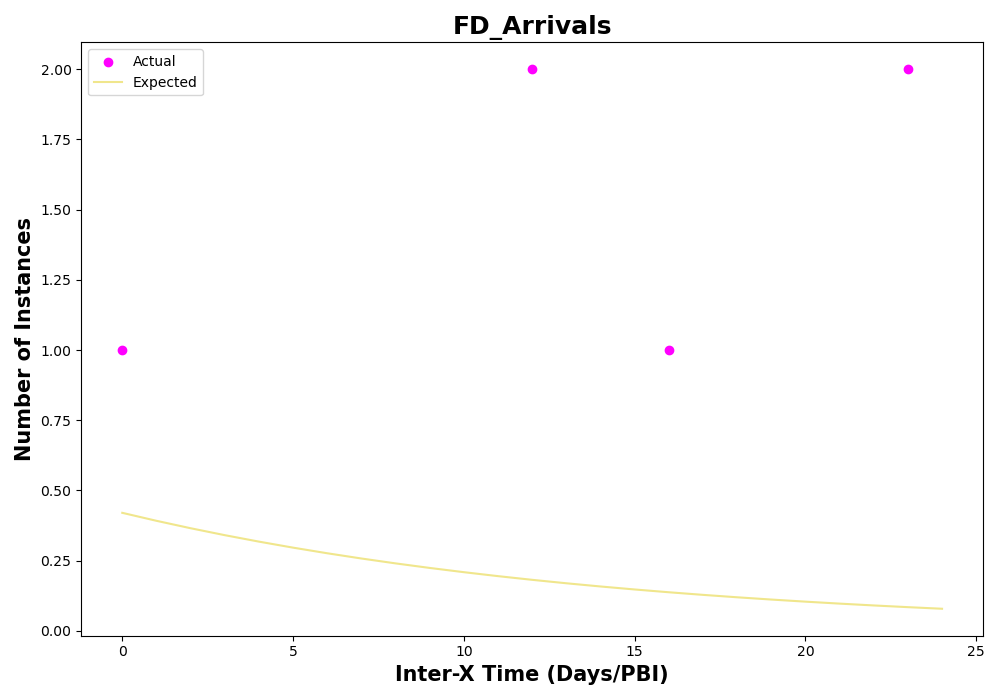 FD_Arrivals
Actual
Expected
2.00
1.75
1.50
1.25
1.00
0.75
0.50
0.25
0.00
Number of Instances
0 5 10 15 20 25
Inter-X Time (Days/PBI)